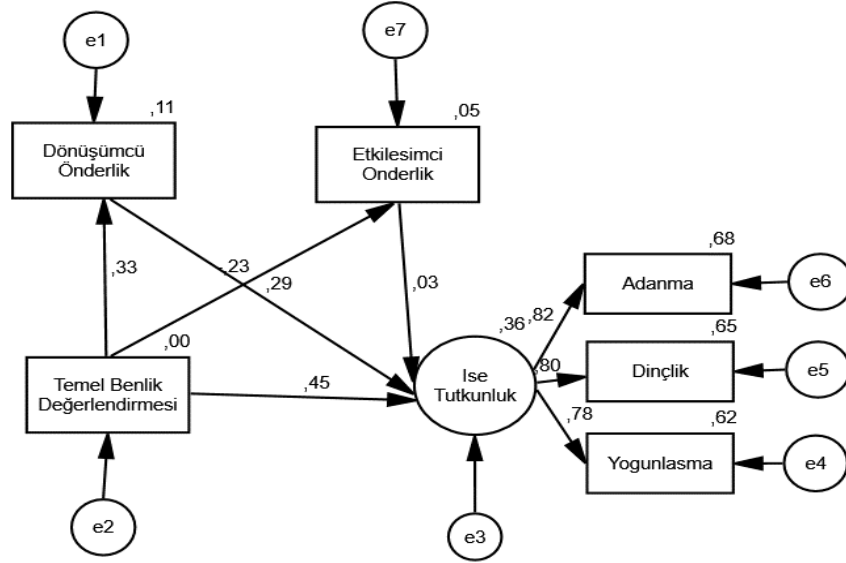 e1
e7
,11
,05
Dönüşümcü
Önderlik
Etkilesimci
Onderlik
,33
-,23
,29
,03
,68
Adanma
e6
,00
,36
,82
,65
Temel Benlik
Değerlendirmesi
,45
Ise
Tutkunluk
,80
Dinçlik
e5
,78
,62
Yogunlasma
e4
e2
e3